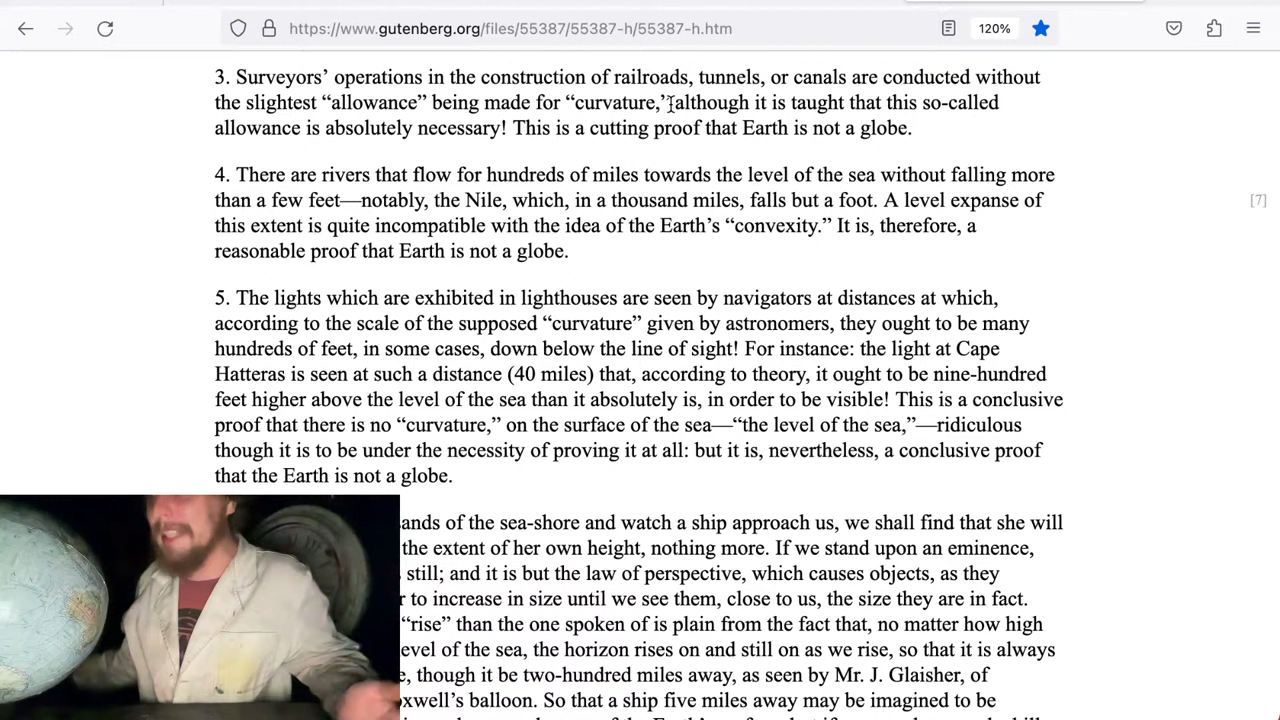 https://www.gutenberg.org/files/55387/55387-h/55387-h.htm
120%
3. Surveyors’ operations in the construction of railroads, tunnels, or canals are conducted without
the slightest “allowance” being made for “curvature,” although it is taught that this so-called
allowance is absolutely necessary! This is a cutting proof that Earth is not a globe.
4. There are rivers that flow for hundreds of miles towards the level of the sea without falling more
than a few feet—notably, the Nile, which, in a thousand miles, falls but a foot. A level expanse of
[7]
this extent is quite incompatible with the idea of the Earth’s “convexity.” It is, therefore, a
reasonable proof that Earth is not a globe.
5. The lights which are exhibited in lighthouses are seen by navigators at distances at which,
according to the scale of the supposed “curvature” given by astronomers, they ought to be many
hundreds of feet, in some cases, down below the line of sight! For instance: the light at Cape
Hatteras is seen at such a distance (40 miles) that, according to theory, it ought to be nine-hundred
feet higher above the level of the sea than it absolutely is, in order to be visible! This is a conclusive
proof that there is no “curvature,” on the surface of the sea—“the level of the sea,”—ridiculous
though it is to be under the necessity of proving it at all: but it is, nevertheless, a conclusive proof
that the Earth is not a globe.
ands of the sea-shore and watch a ship approach us, we shall find that she will
the extent of her own height, nothing more. If we stand upon an eminence,
still; and it is but the law of perspective, which causes objects, as they
r to increase in size until we see them, close to us, the size they are in fact.
“rise” than the one spoken of is plain from the fact that, no matter how high
evel of the sea, the horizon rises on and still on as we rise, so that it is always
e, though it be two-hundred miles away, as seen by Mr. J. Glaisher, of
oxwell’s balloon. So that a ship five miles away may be imagined to be